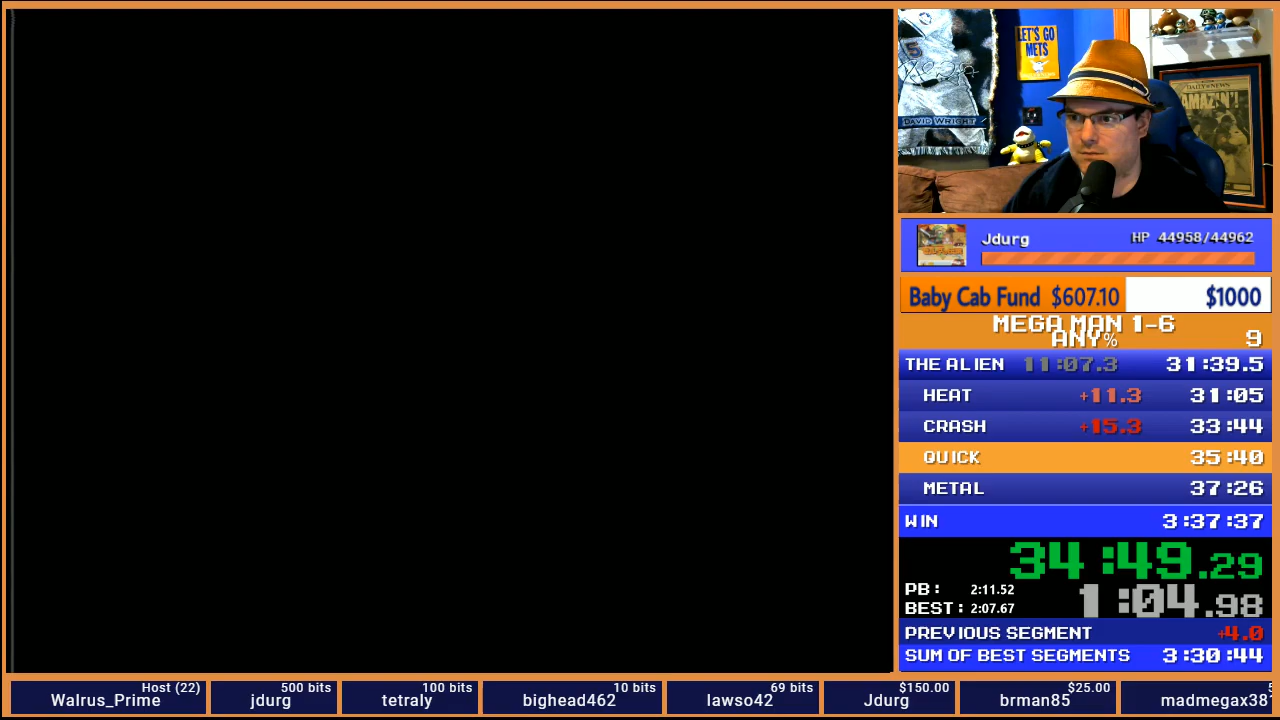 LET'S GO
METS
5
DAVID WRIGHT
DAILY NEWS
AMAZIN'!
Jdurg HP 44958/44962
Baby Cab Fund $607.10 $1000
MEGA MAN 1-6
ANY% 9
THE ALIEN 11:07.3 31:39.5
HEAT +11.3 31:05
CRASH +15.3 33:44
QUICK 35:40
METAL 37:26
WIN 3:37:37
34:49.29
PB: 2:11.52
BEST: 2:07.67
1:04.98
PREVIOUS SEGMENT +4.0
SUM OF BEST SEGMENTS 3:30:44
Host (22)
Walrus_Prime
500 bits
jdurg
100 bits
tetraly
10 bits
bighead462
69 bits
lawso42
$150.00
Jdurg
$25.00
brman85
madmegax38